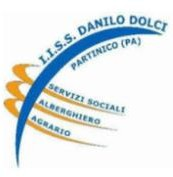 I.I.S.S. DANILO DOLCI
PARTINICO (PA)
SERVIZI SOCIALI
ALBERGHIERO
AGRARIO